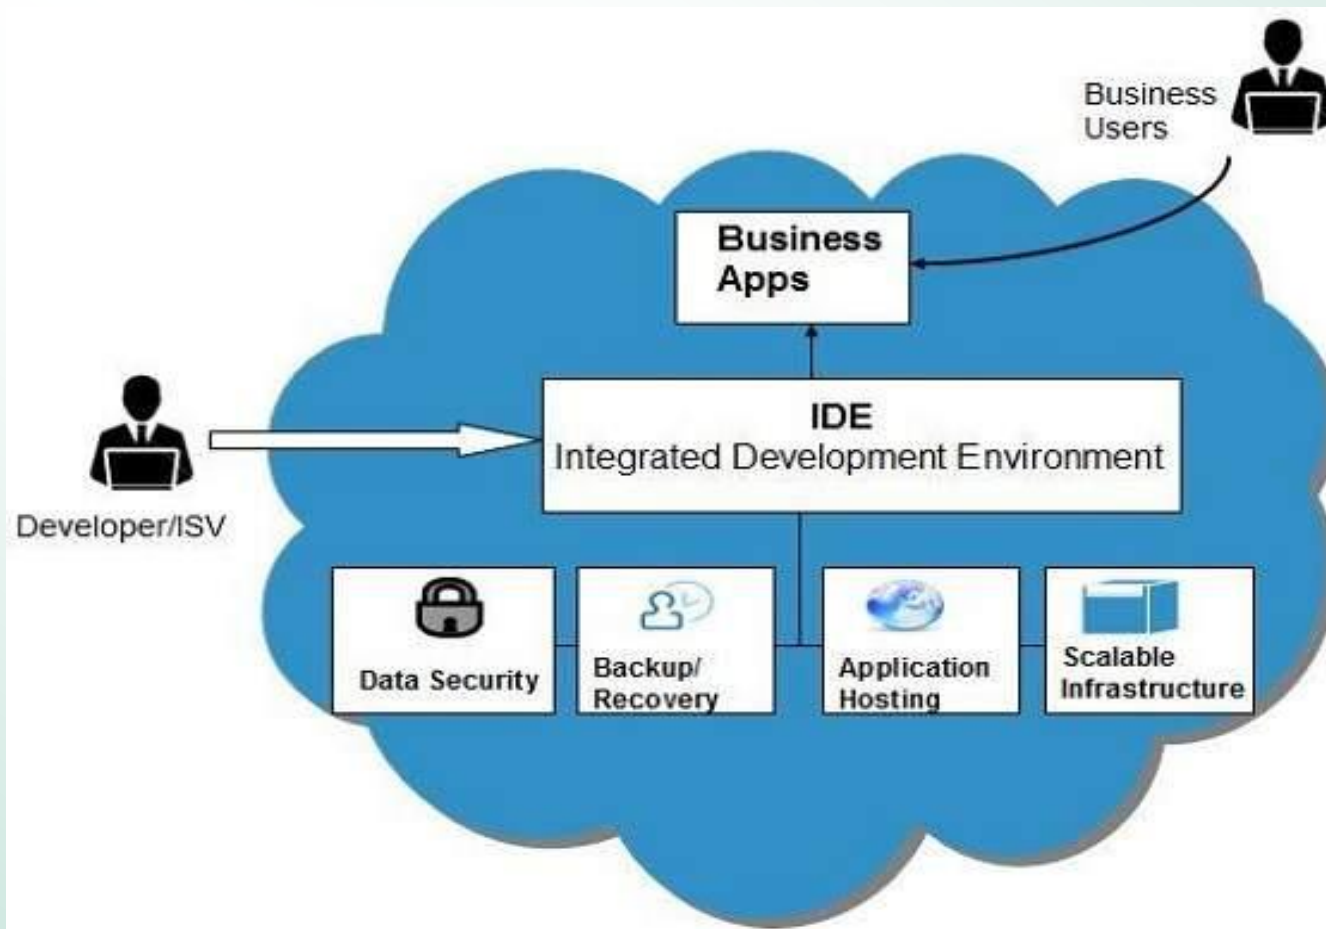 Business
Users
Business
Apps
IDE
Integrated Development Environment
Developer/ISV
Data Security
Backup/
Recovery
Application
Hosting
Scalable
Infrastructure